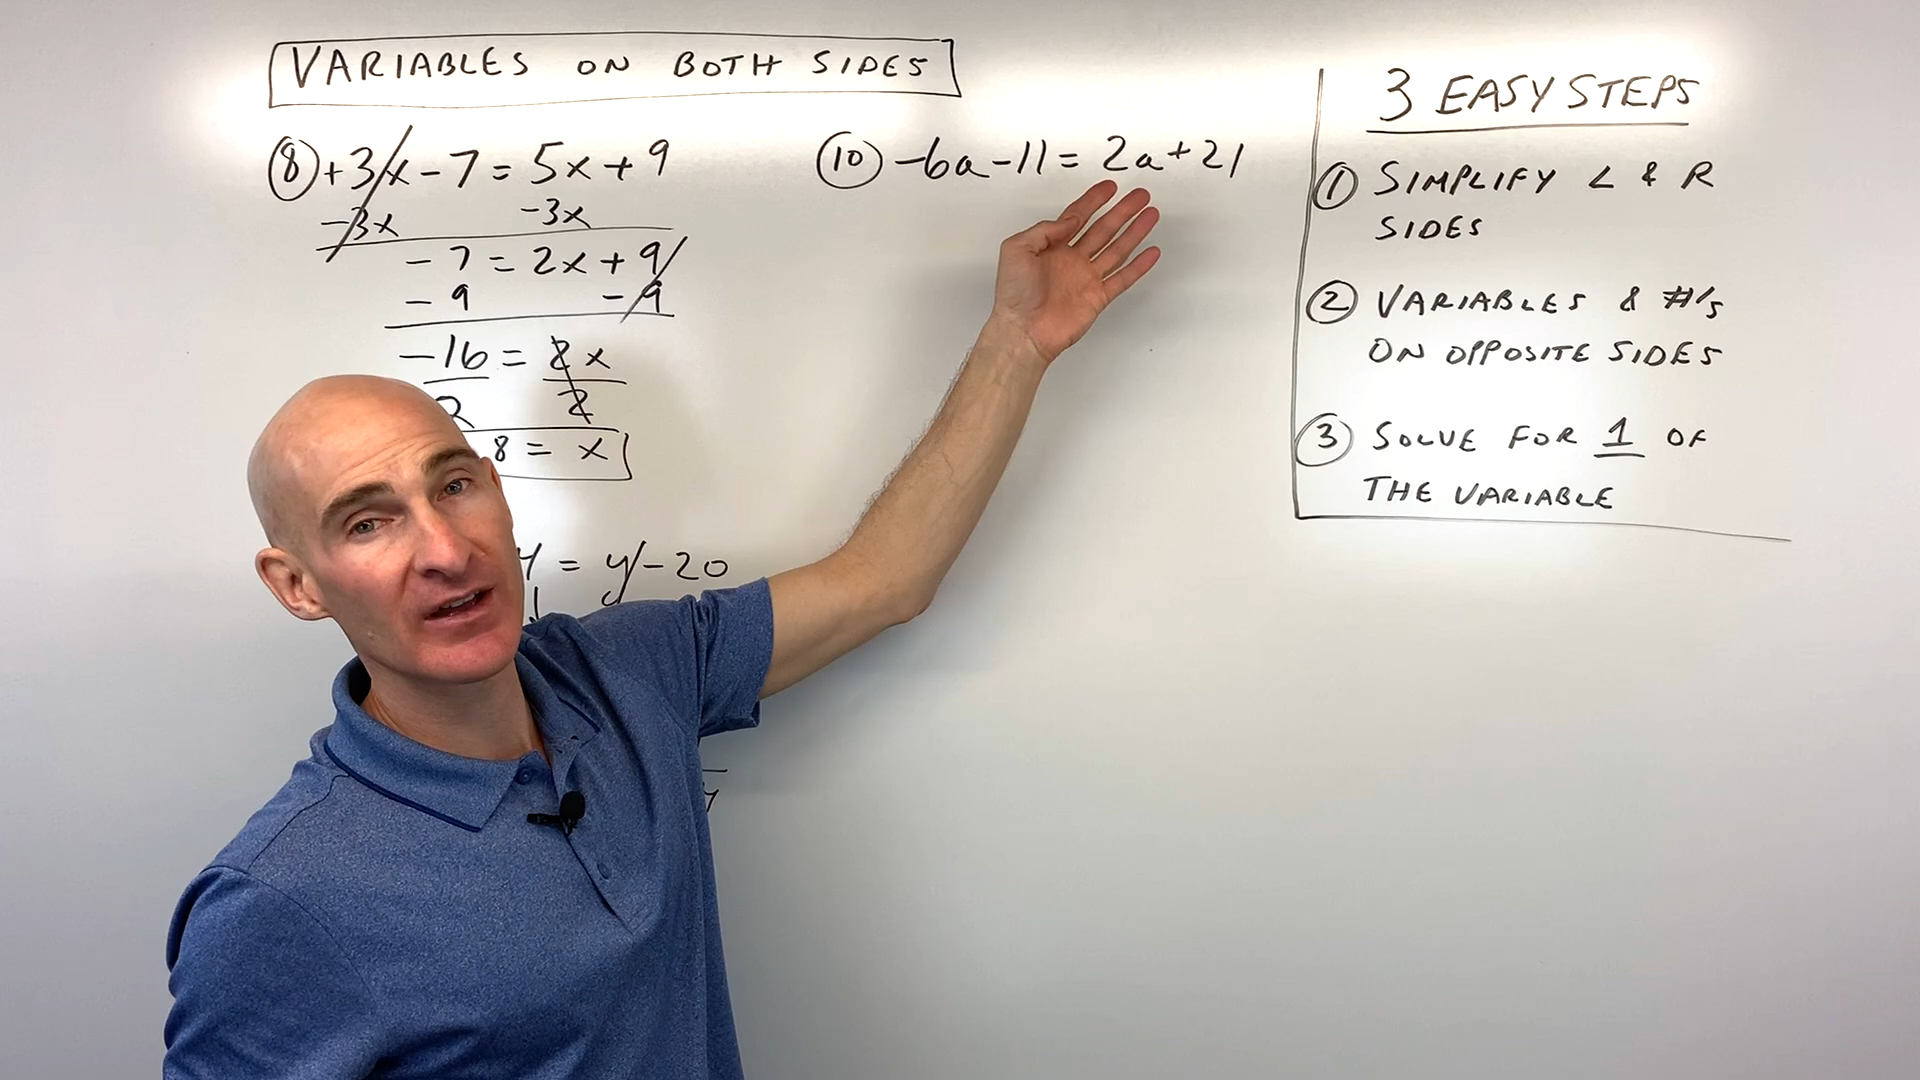 VARIABLES ON BOTH SIDES
8 +3x - 7 = 5x + 9
-3x -3x
-7 = 2x + 9
-9 -9
-16 = 2x
2 2
8 = x
= y - 20
10 -6a - 11 = 2a + 21
3 EASY STEPS
1 SIMPLIFY L & R
SIDES
2 VARIABLES & #'s
ON OPPOSITE SIDES
3 SOLVE FOR 1 OF
THE VARIABLE